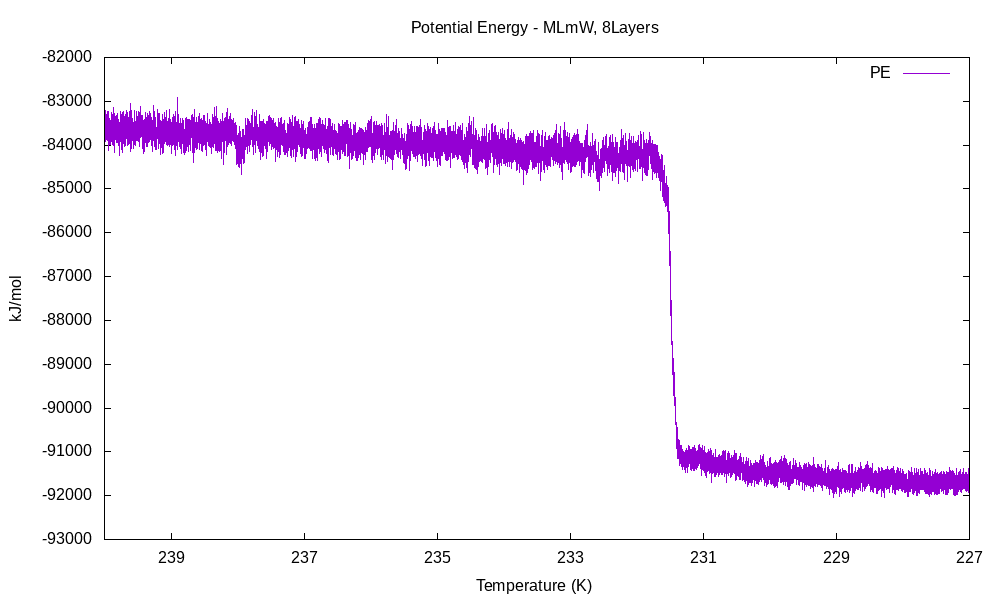 Potential Energy - MLmW, 8Layers
PE
-82000
-83000
-84000
-85000
-86000
-87000
-88000
-89000
-90000
-91000
-92000
-93000
kJ/mol
239 237 235 233 231 229 227
Temperature (K)